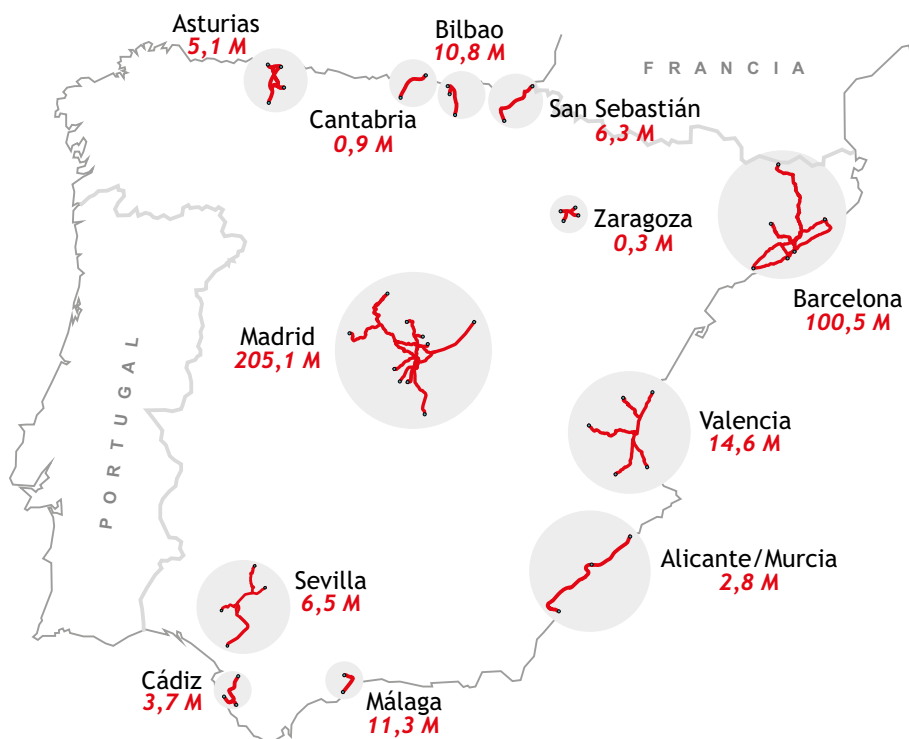 Asturias
5,1 M
Bilbao
10,8 M
FRANCIA
Cantabria
0,9 M
San Sebastián
6,3 M
Zaragoza
0,3 M
Barcelona
100,5 M
Madrid
205,1 M
PORTUGAL
Valencia
14,6 M
Alicante/Murcia
2,8 M
Sevilla
6,5 M
Cádiz
3,7 M
Málaga
11,3 M